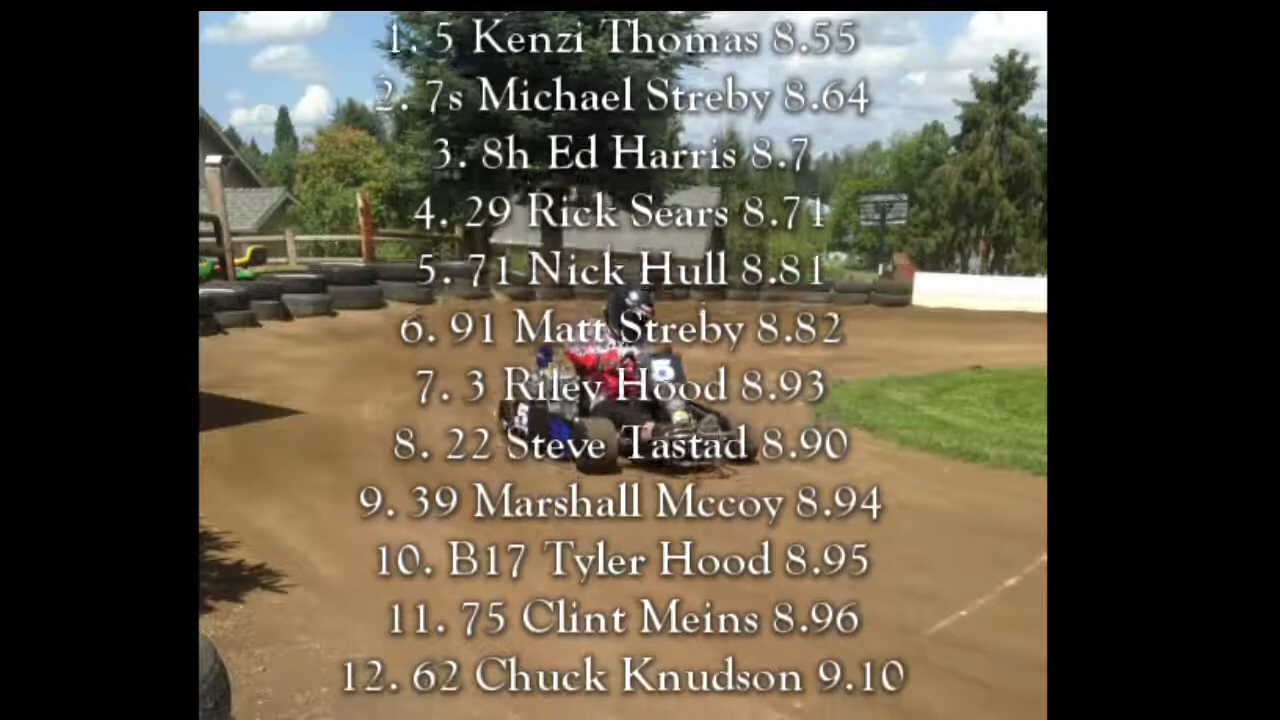 1. 5 Kenzi Thomas 8.55
2. 7s Michael Streby 8.64
3. 8h Ed Harris 8.7
4. 29 Rick Sears 8.71
5. 71 Nick Hull 8.81
6. 91 Matt Streby 8.82
5
7. 3 Riley Hood 8.93
5
8. 22 Steve Tastad 8.90
9. 39 Marshall Mccoy 8.94
10. B17 Tyler Hood 8.95
11. 75 Clint Meins 8.96
12. 62 Chuck Knudson 9.10